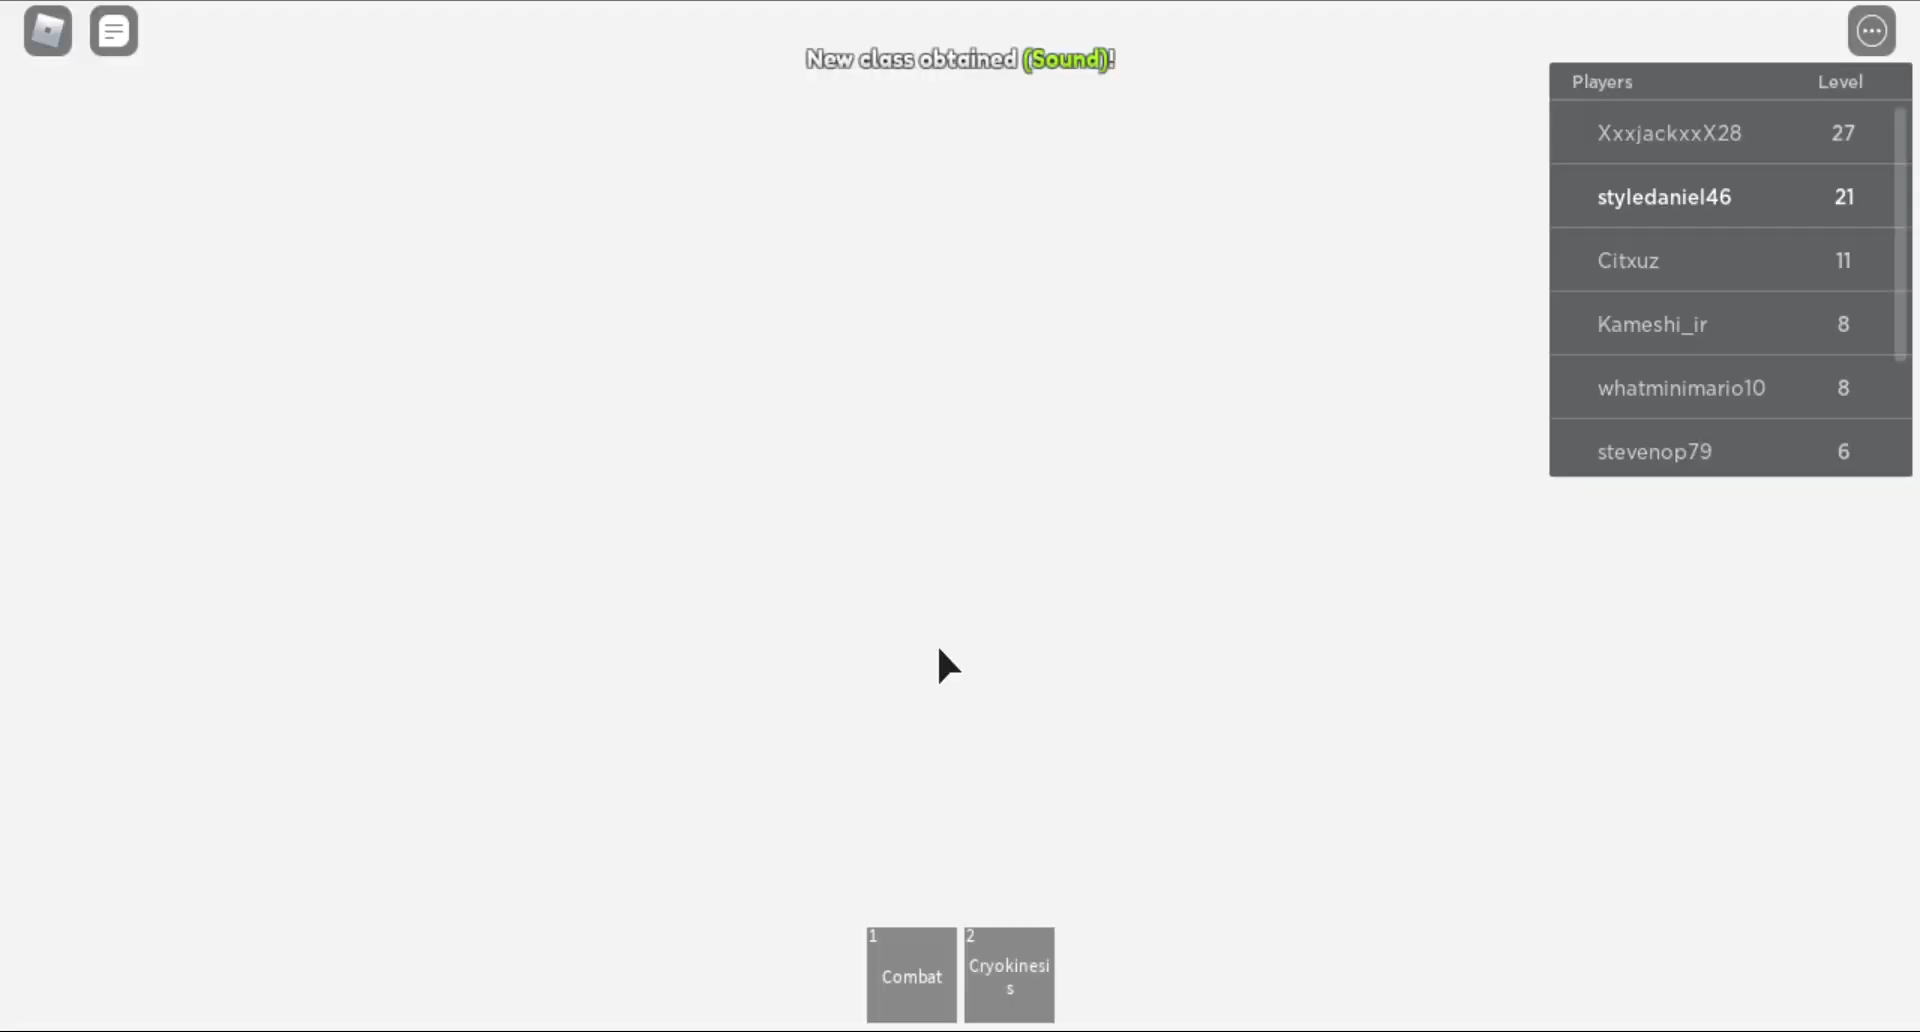 New class obtained (Sound)!
Players Level
XxxjackxxX28 27
styledaniel46 21
Citxuz 11
Kameshi_ir 8
whatminimario10 8
stevenop79 6
1 2
Combat Cryokinesi
s